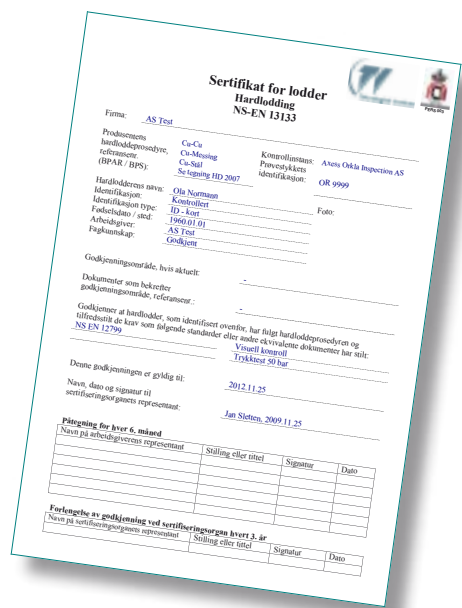 Sertifikat for lodder
Hardlodding
NS-EN 13133
Firma: AS Test
Produsentens hardloddeprosedyre, referansenr. (BPAR / BPS):
Cu-Cu
Cu-Messing
Cu-Stål
Se tegning HD 2007
Kontrollinstans: Axess Orkla Inspection AS
Prøvestykkers identifikasjon: OR 9999
Hardlodderens navn: Ola Normann
Identifikasjon: Kontrollert
Identifikasjon type: ID - kort
Fødselsdato / sted: 1960.01.01
Arbeidsgiver: AS Test
Fagkunnskap: Godkjent
Foto:
Godkjenningsområde, hvis aktuelt: -
Dokumenter som bekrefter
godkjenningsområde, referansenr.: -
Godkjenner at hardlodder, som identifisert ovenfor, har fulgt hardloddeprosedyren og
tilfredsstilt de krav som følgende standarder eller andre ekvivalente dokumenter har stilt:
NS EN 12799
Visuell kontroll
Trykktest 50 bar
Denne godkjenningen er gyldig til: 2012.11.25
Navn, dato og signatur til
sertifiseringsorganets representant: Jan Sletten, 2009 11.25
Påtegning for hver 6. måned
Navn på arbeidsgiverens representant Stilling eller tittel Signatur Dato
Forlengelse av godkjenning ved sertifiseringsorgan hvert 3. år
Navn på sertifiseringsorganets representant Stilling eller tittel Signatur Dato